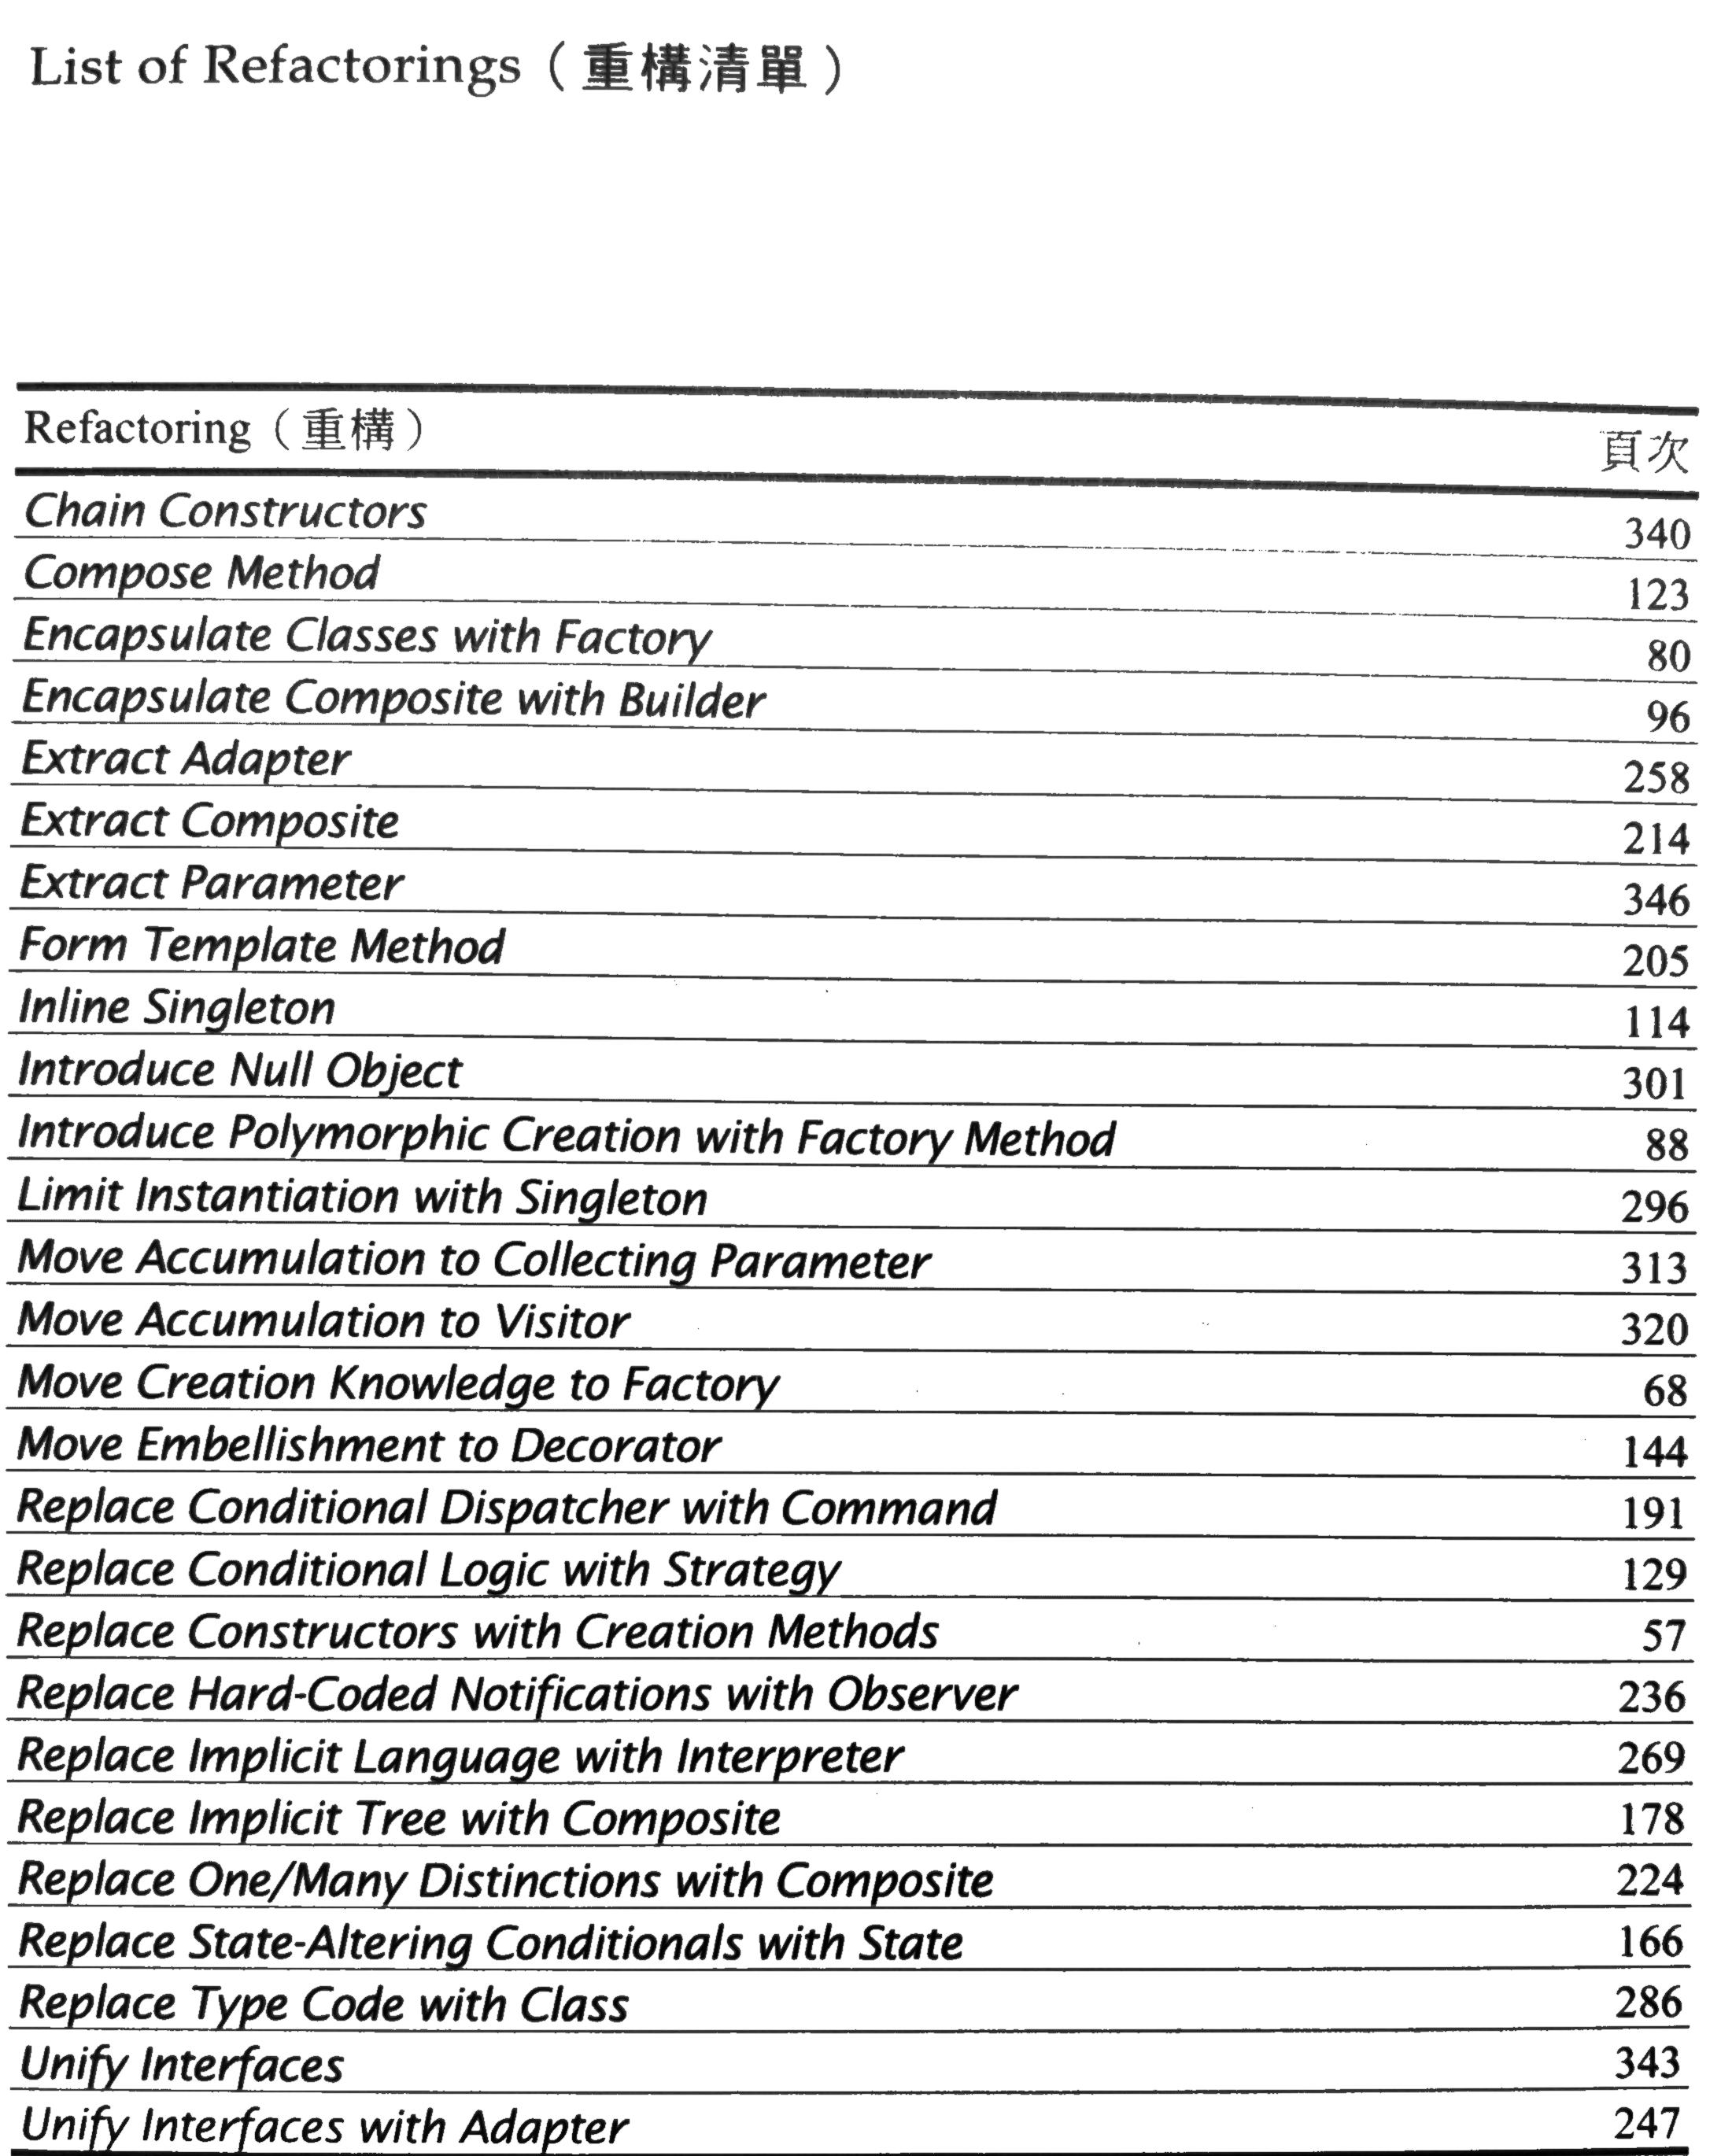 List of Refactorings（重構清單）
Refactoring（重構） 頁次
Chain Constructors 340
Compose Method 123
Encapsulate Classes with Factory 80
Encapsulate Composite with Builder 96
Extract Adapter 258
Extract Composite 214
Extract Parameter 346
Form Template Method 205
Inline Singleton 114
Introduce Null Object 301
Introduce Polymorphic Creation with Factory Method 88
Limit Instantiation with Singleton 296
Move Accumulation to Collecting Parameter 313
Move Accumulation to Visitor 320
Move Creation Knowledge to Factory 68
Move Embellishment to Decorator 144
Replace Conditional Dispatcher with Command 191
Replace Conditional Logic with Strategy 129
Replace Constructors with Creation Methods 57
Replace Hard-Coded Notifications with Observer 236
Replace Implicit Language with Interpreter 269
Replace Implicit Tree with Composite 178
Replace One/Many Distinctions with Composite 224
Replace State-Altering Conditionals with State 166
Replace Type Code with Class 286
Unify Interfaces 343
Unify Interfaces with Adapter 247